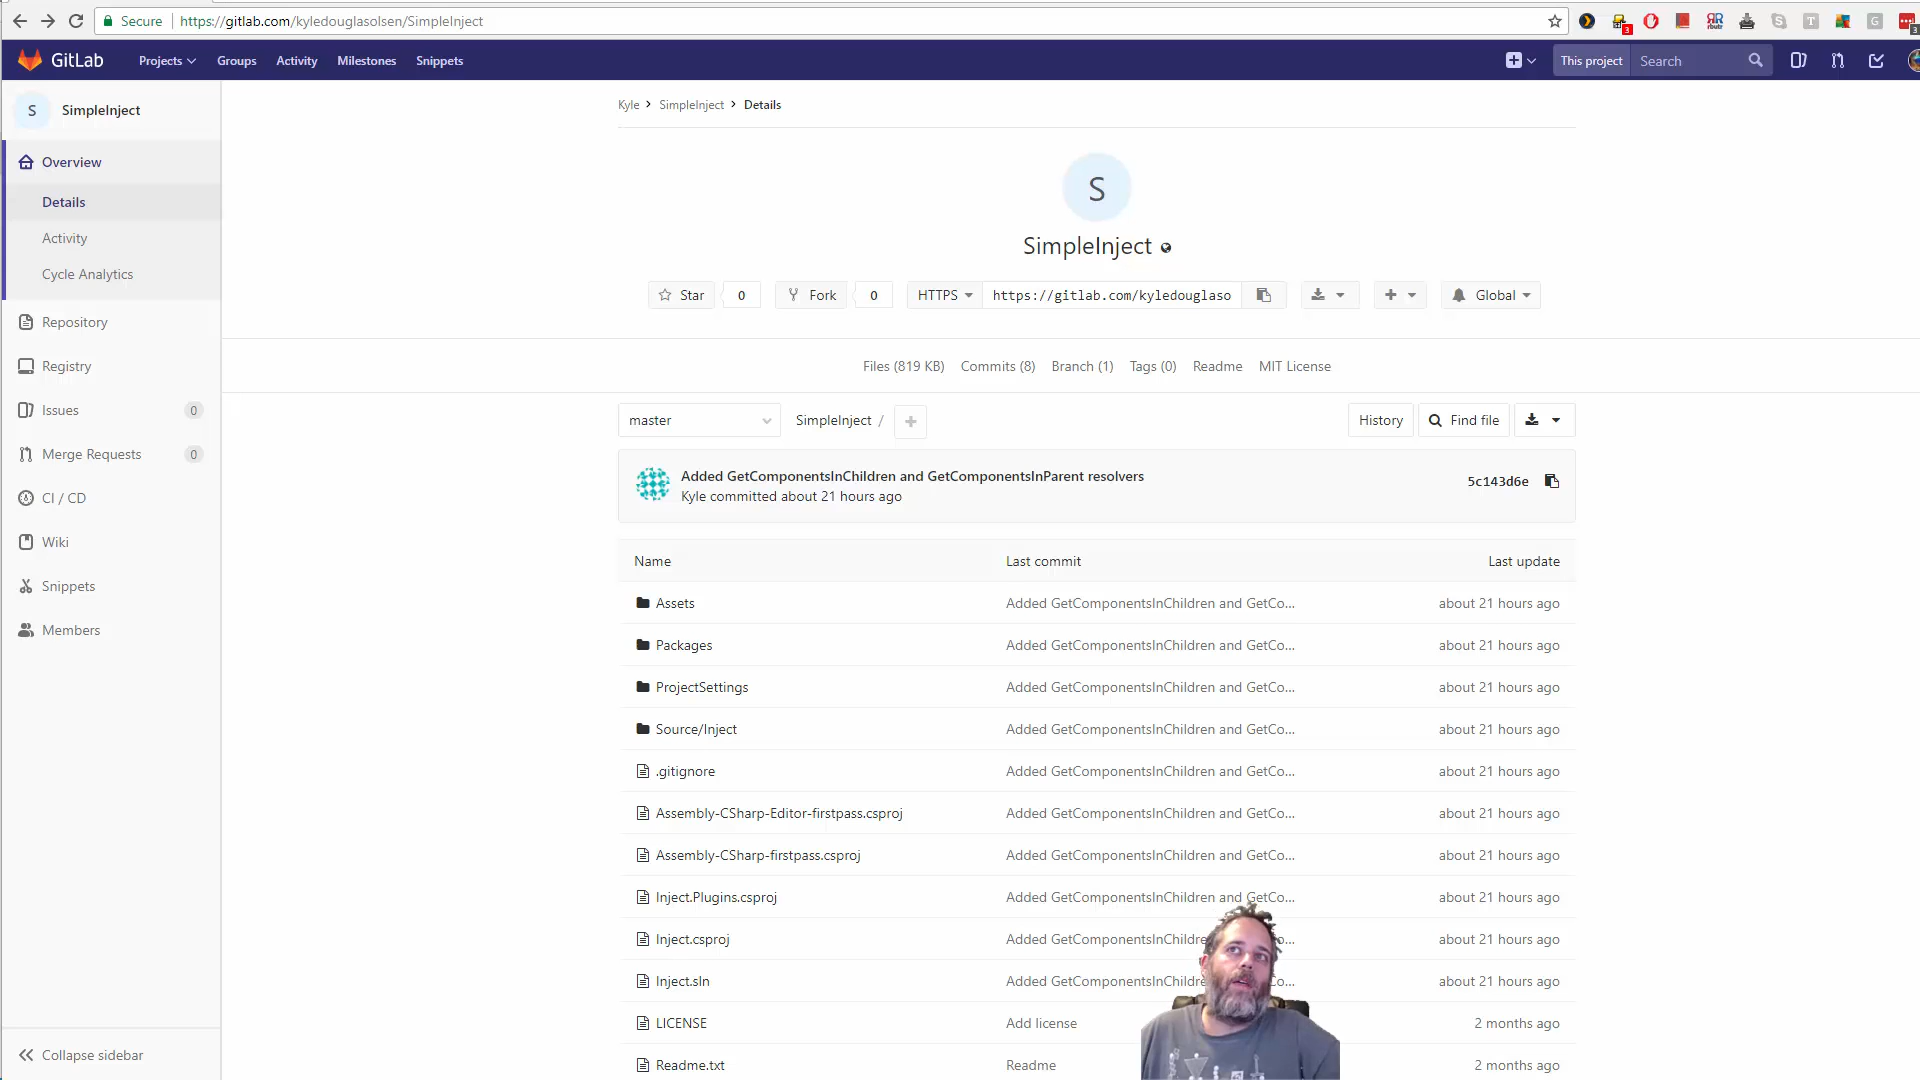 Secure https://gitlab.com/kyledouglasolsen/SimpleInject
3
T
G
3
GitLab Projects Groups Activity Milestones Snippets This project Search
S SimpleInject
Overview
Details
Activity
Cycle Analytics
Repository
Registry
Issues 0
Merge Requests 0
CI / CD
Wiki
Snippets
Members
Collapse sidebar
Kyle > SimpleInject > Details
S
SimpleInject
Star 0 Fork 0 HTTPS https://gitlab.com/kyledouglaso Global
Files (819 KB) Commits (8) Branch (1) Tags (0) Readme MIT License
master SimpleInject / + History Find file
Added GetComponentsInChildren and GetComponentsInParent resolvers
Kyle committed about 21 hours ago
5c143d6e
Name Last commit Last update
Assets Added GetComponentsInChildren and GetCo... about 21 hours ago
Packages Added GetComponentsInChildren and GetCo... about 21 hours ago
ProjectSettings Added GetComponentsInChildren and GetCo... about 21 hours ago
Source/Inject Added GetComponentsInChildren and GetCo... about 21 hours ago
.gitignore Added GetComponentsInChildren and GetCo... about 21 hours ago
Assembly-CSharp-Editor-firstpass.csproj Added GetComponentsInChildren and GetCo... about 21 hours ago
Assembly-CSharp-firstpass.csproj Added GetComponentsInChildren and GetCo... about 21 hours ago
Inject.Plugins.csproj Added GetComponentsInChildren and GetCo... about 21 hours ago
Inject.csproj Added GetComponentsInChildre o... about 21 hours ago
Inject.sln Added GetComponentsInChildre Co... about 21 hours ago
LICENSE Add license 2 months ago
Readme.txt Readme 2 months ago